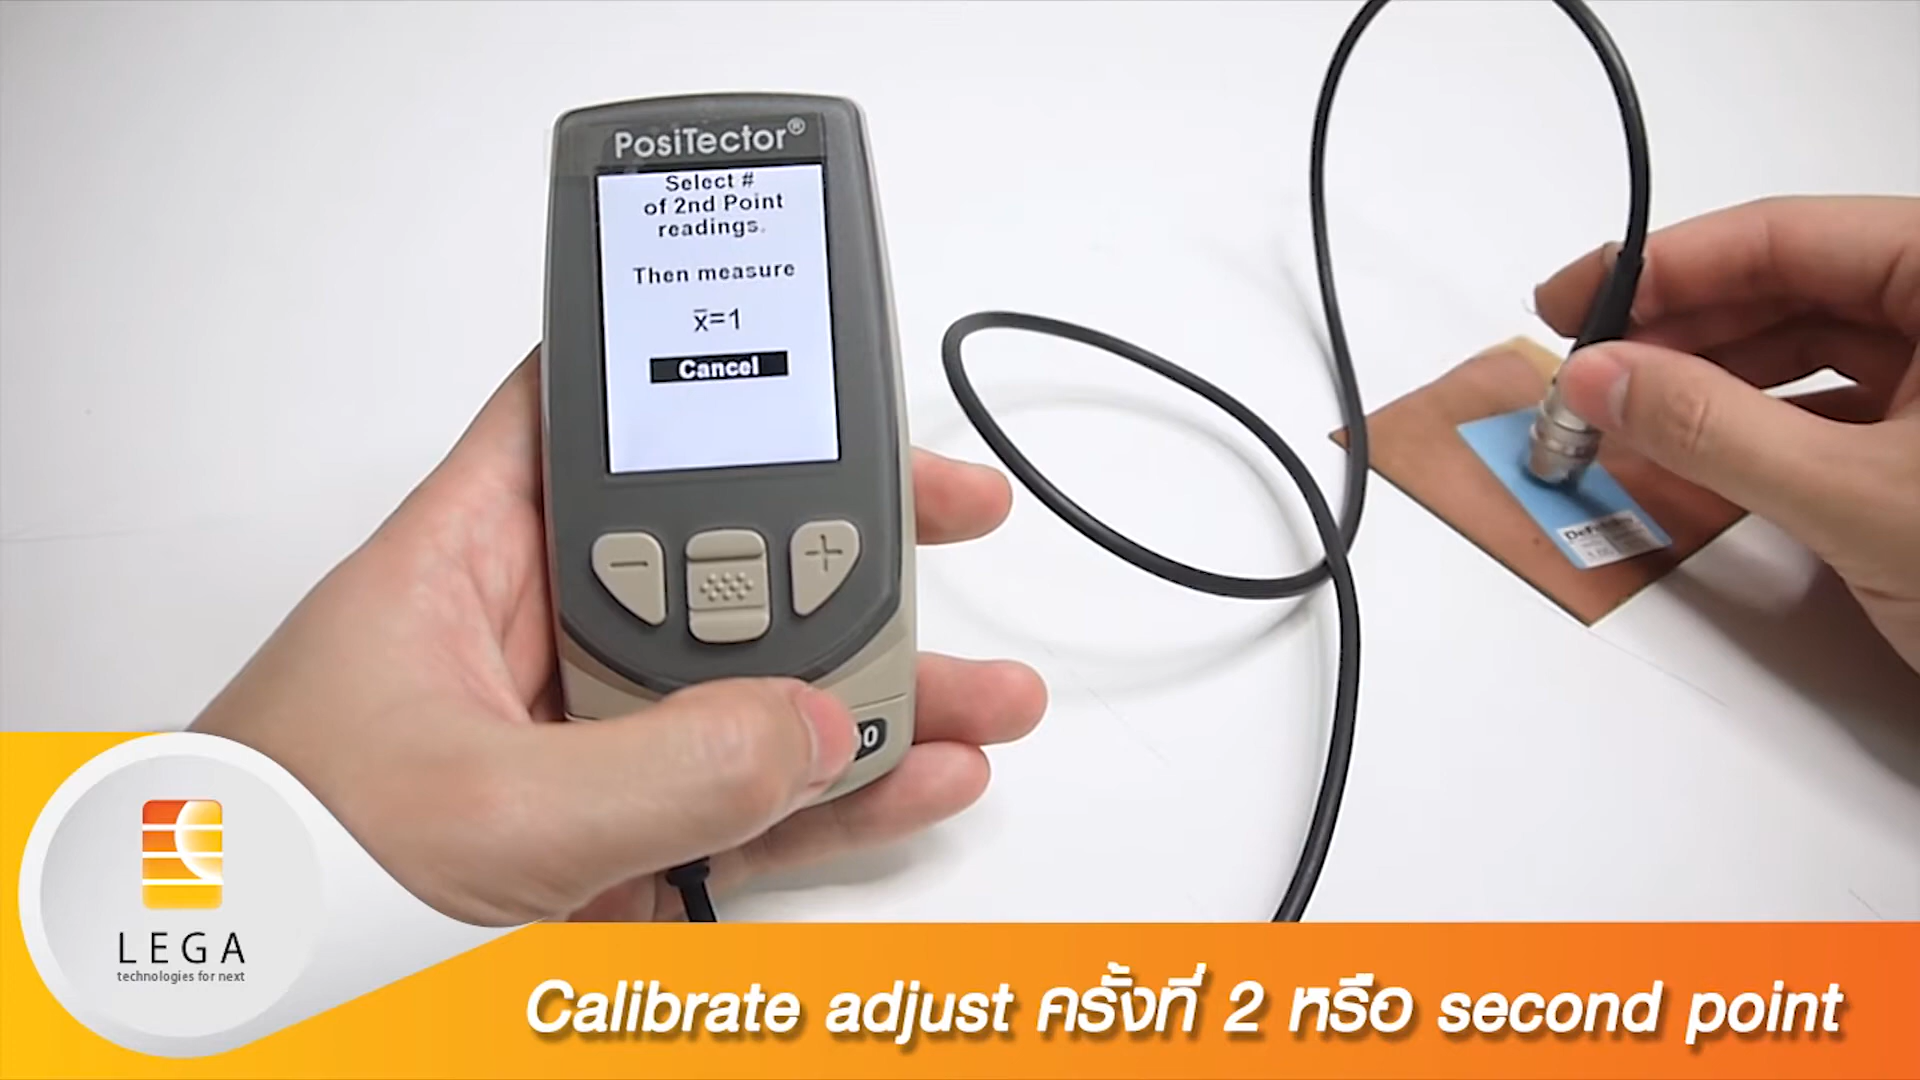 PosiTector®
Select #
of 2nd Point
readings.
Then measure
x̄=1
Cancel
LEGA
technologies for next
Calibrate adjust ครั้งที่ 2 หรือ second point